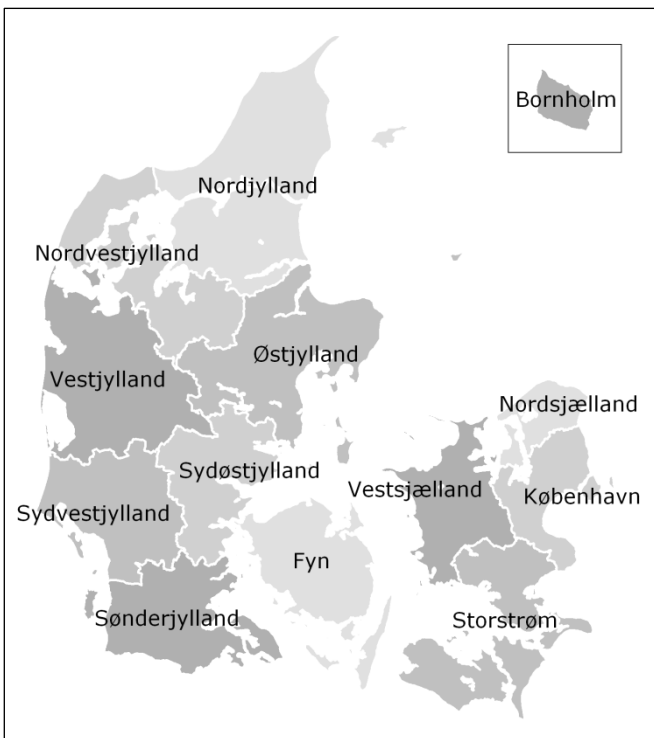 Bornholm
Nordjylland
Nordvestjylland
Østjylland
Vestjylland
Nordsjælland
Sydøstjylland
Vestsjælland
København
Sydvestjylland
Fyn
Sønderjylland
Storstrøm